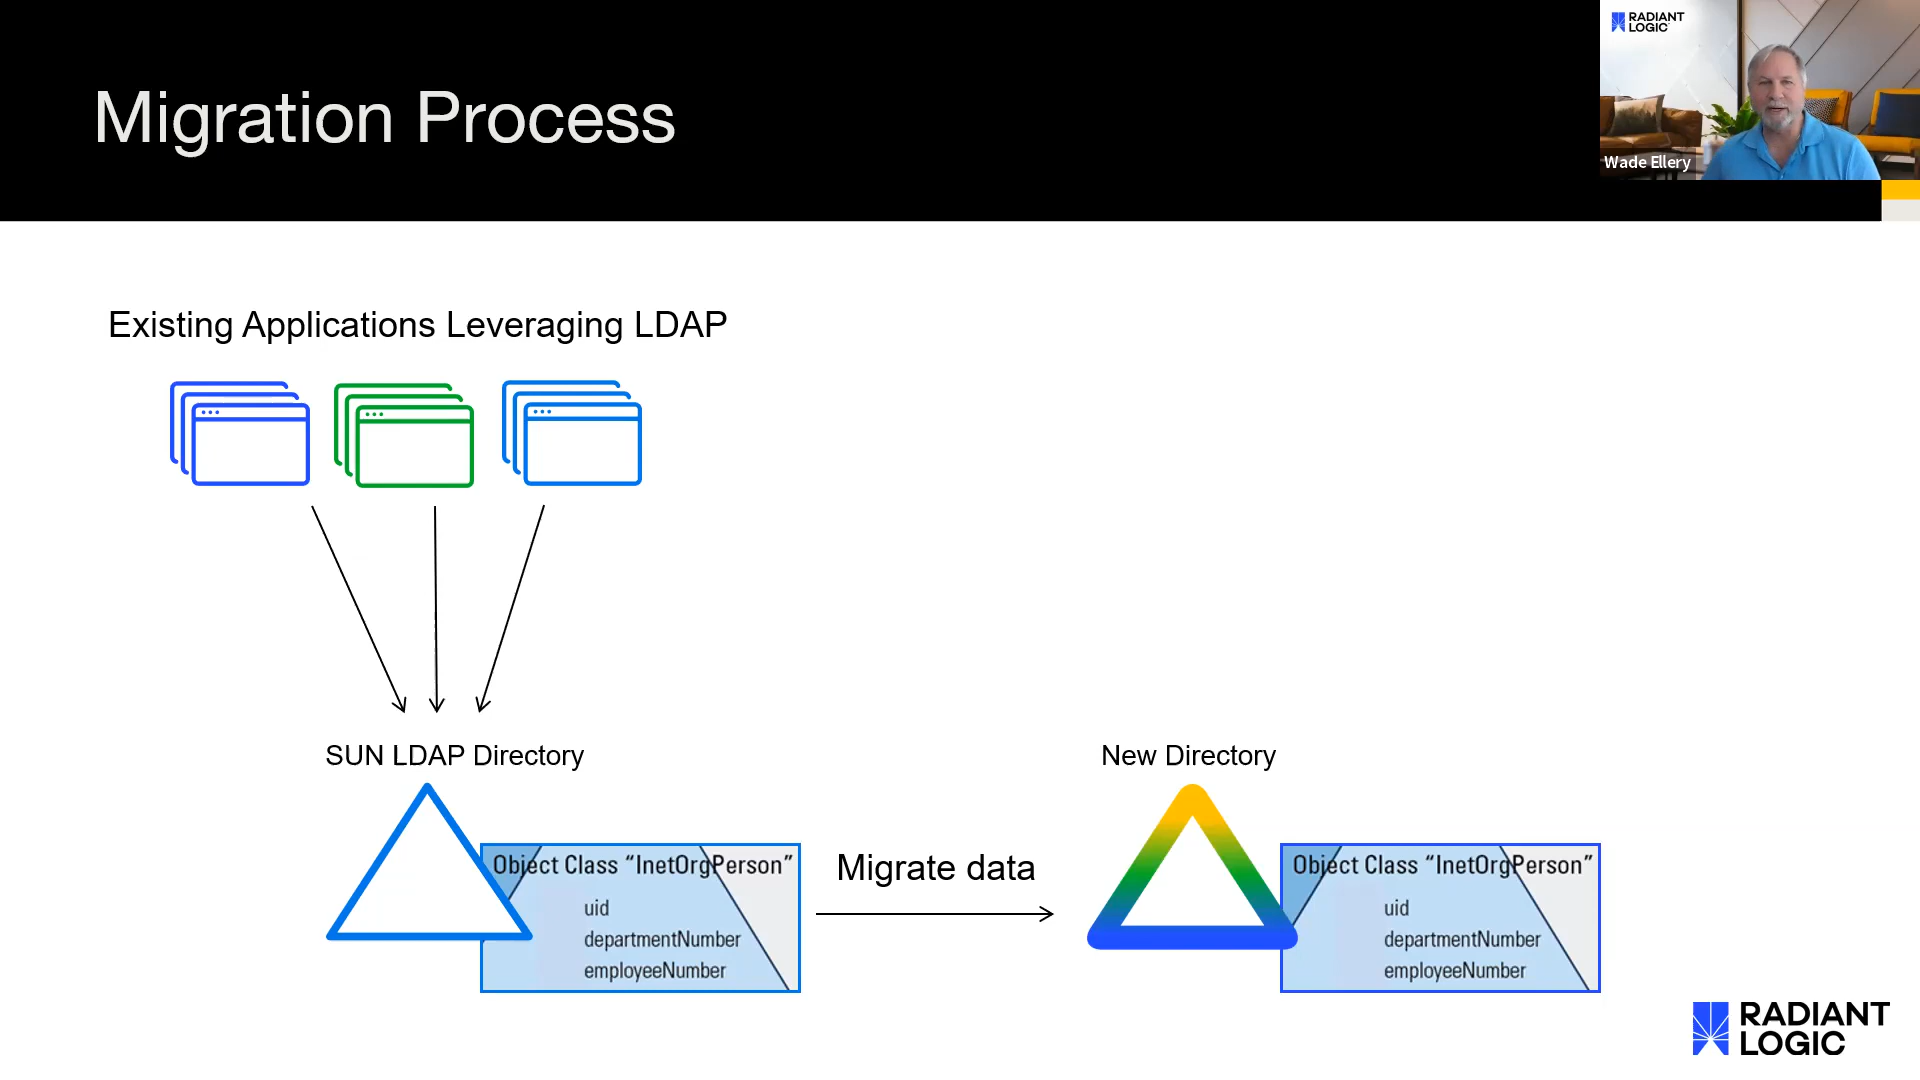 Migration Process
RADIANT
LOGIC
Wade Ellery
Existing Applications Leveraging LDAP
SUN LDAP Directory
New Directory
Object Class “InetOrgPerson”
uid
departmentNumber
employeeNumber
Migrate data
Object Class “InetOrgPerson”
uid
departmentNumber
employeeNumber
RADIANT
LOGIC